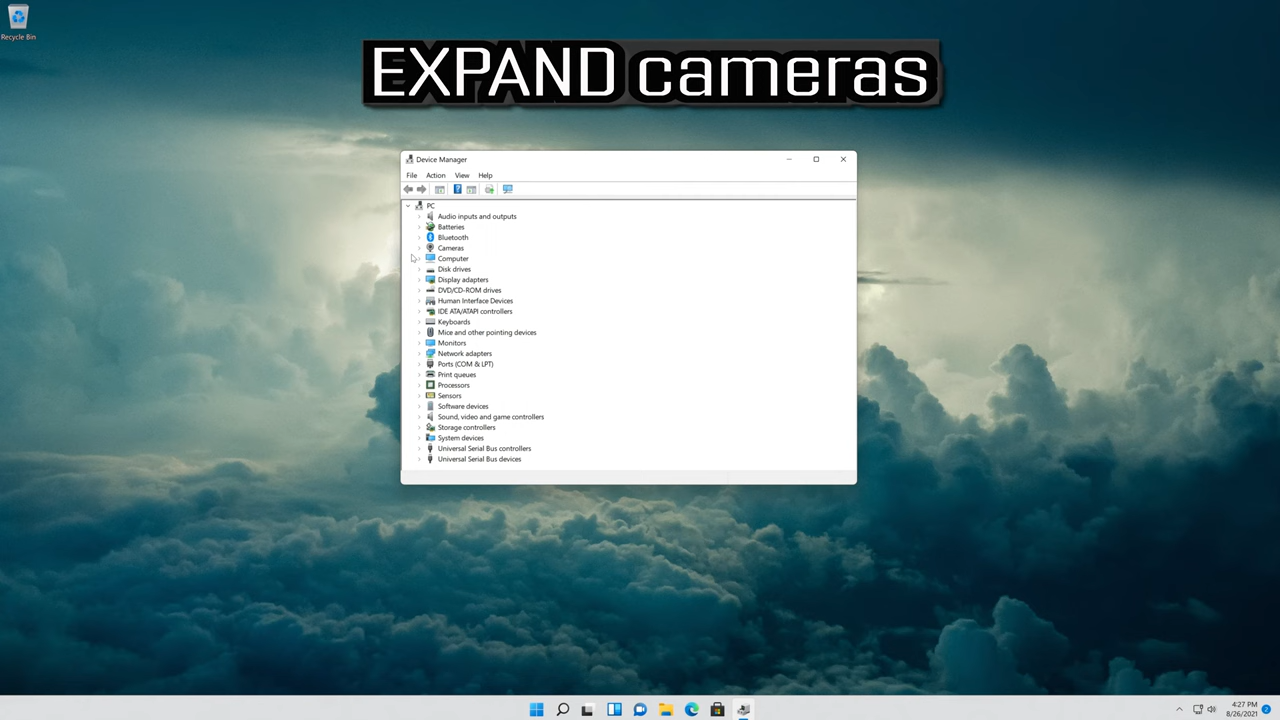 Recycle Bin
EXPAND cameras
Device Manager
File Action View Help
PC
Audio inputs and outputs
Batteries
Bluetooth
Cameras
Computer
Disk drives
Display adapters
DVD/CD-ROM drives
Human Interface Devices
IDE ATA/ATAPI controllers
Keyboards
Mice and other pointing devices
Monitors
Network adapters
Ports (COM & LPT)
Print queues
Processors
Sensors
Software devices
Sound, video and game controllers
Storage controllers
System devices
Universal Serial Bus controllers
Universal Serial Bus devices
4:27 PM
8/26/2021
2